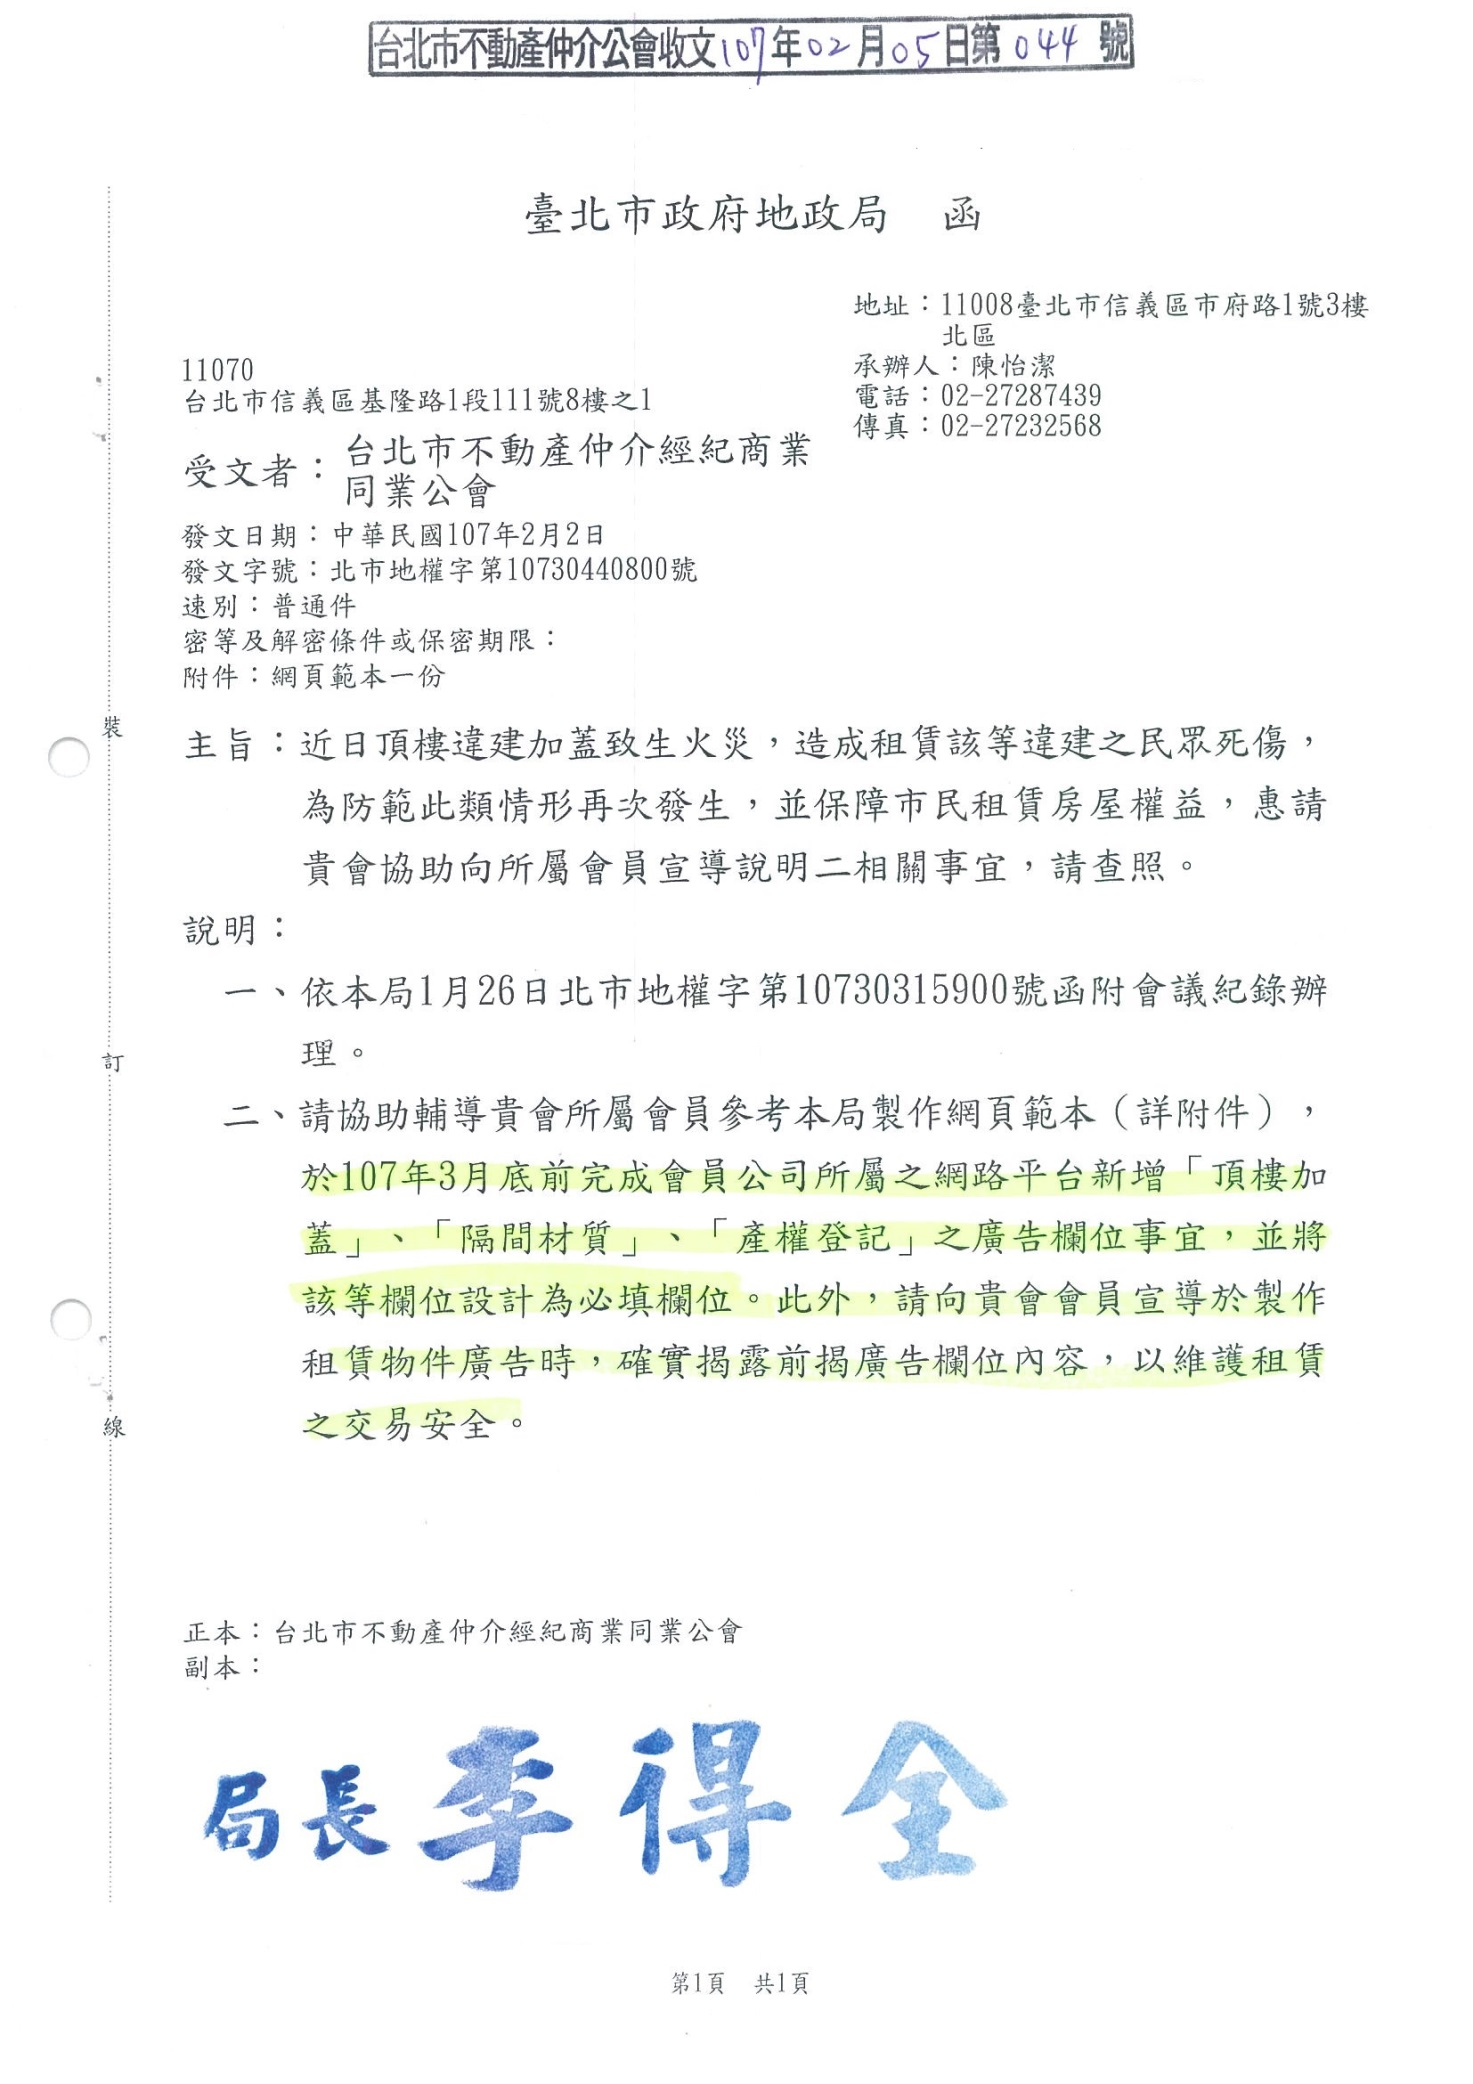 台北市不動產仲介公會收文107年02月05日第044號
臺北市政府地政局 函
地址：11008臺北市信義區市府路1號3樓
北區
承辦人：陳怡潔
電話：02-27287439
傳真：02-27232568
11070
台北市信義區基隆路1段111號8樓之1
受文者：台北市不動產仲介經紀商業
同業公會
發文日期：中華民國107年2月2日
發文字號：北市地權字第10730440800號
速別：普通件
密等及解密條件或保密期限：
附件：網頁範本一份
主旨：近日頂樓違建加蓋致生火災，造成租賃該等違建之民眾死傷，
為防範此類情形再次發生，並保障市民租賃房屋權益，惠請
貴會協助向所屬會員宣導說明二相關事宜，請查照。
說明：
一、依本局1月26日北市地權字第10730315900號函附會議紀錄辦
理。
二、請協助輔導貴會所屬會員參考本局製作網頁範本（詳附件），
於107年3月底前完成會員公司所屬之網路平台新增「頂樓加
蓋」、「隔間材質」、「產權登記」之廣告欄位事宜，並將
該等欄位設計為必填欄位。此外，請向貴會會員宣導於製作
租賃物件廣告時，確實揭露前揭廣告欄位內容，以維護租賃
之交易安全。
裝
訂
線
正本：台北市不動產仲介經紀商業同業公會
副本：
局長李得全
第1頁 共1頁